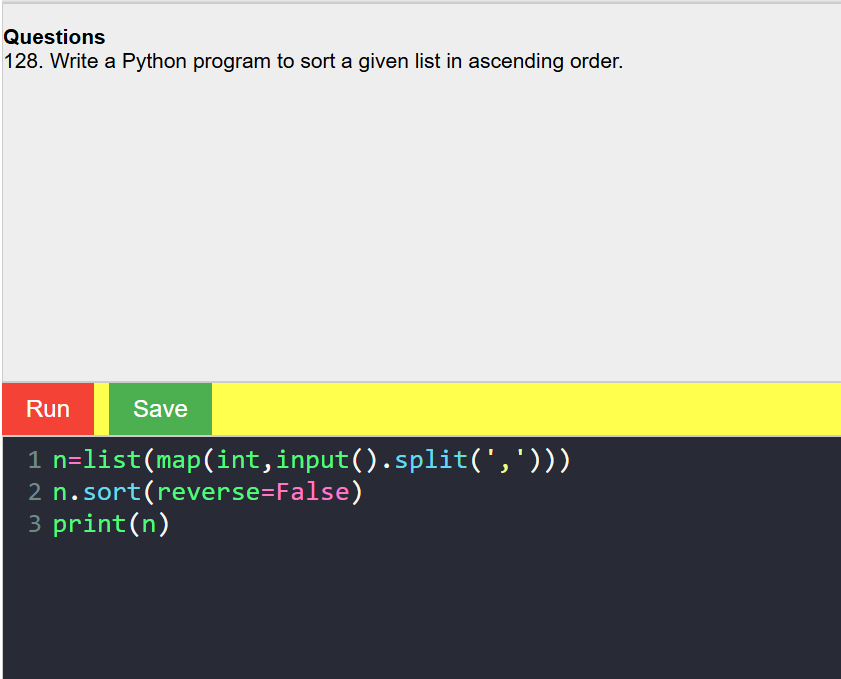 Questions
128. Write a Python program to sort a given list in ascending order.
Run Save
1 n=list(map(int,input().split(',')))
2 n.sort(reverse=False)
3 print(n)